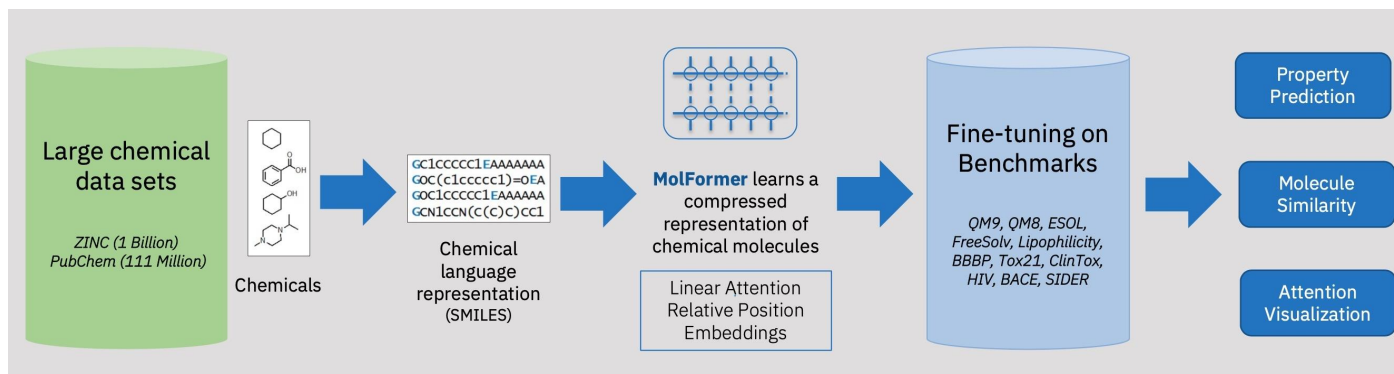 Large chemical
data sets
ZINC (1 Billion)
PubChem (111 Million)
O
OH
OH
N
N
Chemicals
GC1CCCCC1EAAAAAAA
GOC(c1ccccc1)=OEA
GOC1CCCCC1EAAAAAA
GCN1CCN(C(C)C)CC1
Chemical
language
representation
(SMILES)
MolFormer learns a
compressed
representation of
chemical molecules
Linear Attention
Relative Position
Embeddings
Fine-tuning on
Benchmarks
QM9, QM8, ESOL,
FreeSolv, Lipophilicity,
BBBP, Tox21, ClinTox,
HIV, BACE, SIDER
Property
Prediction
Molecule
Similarity
Attention
Visualization